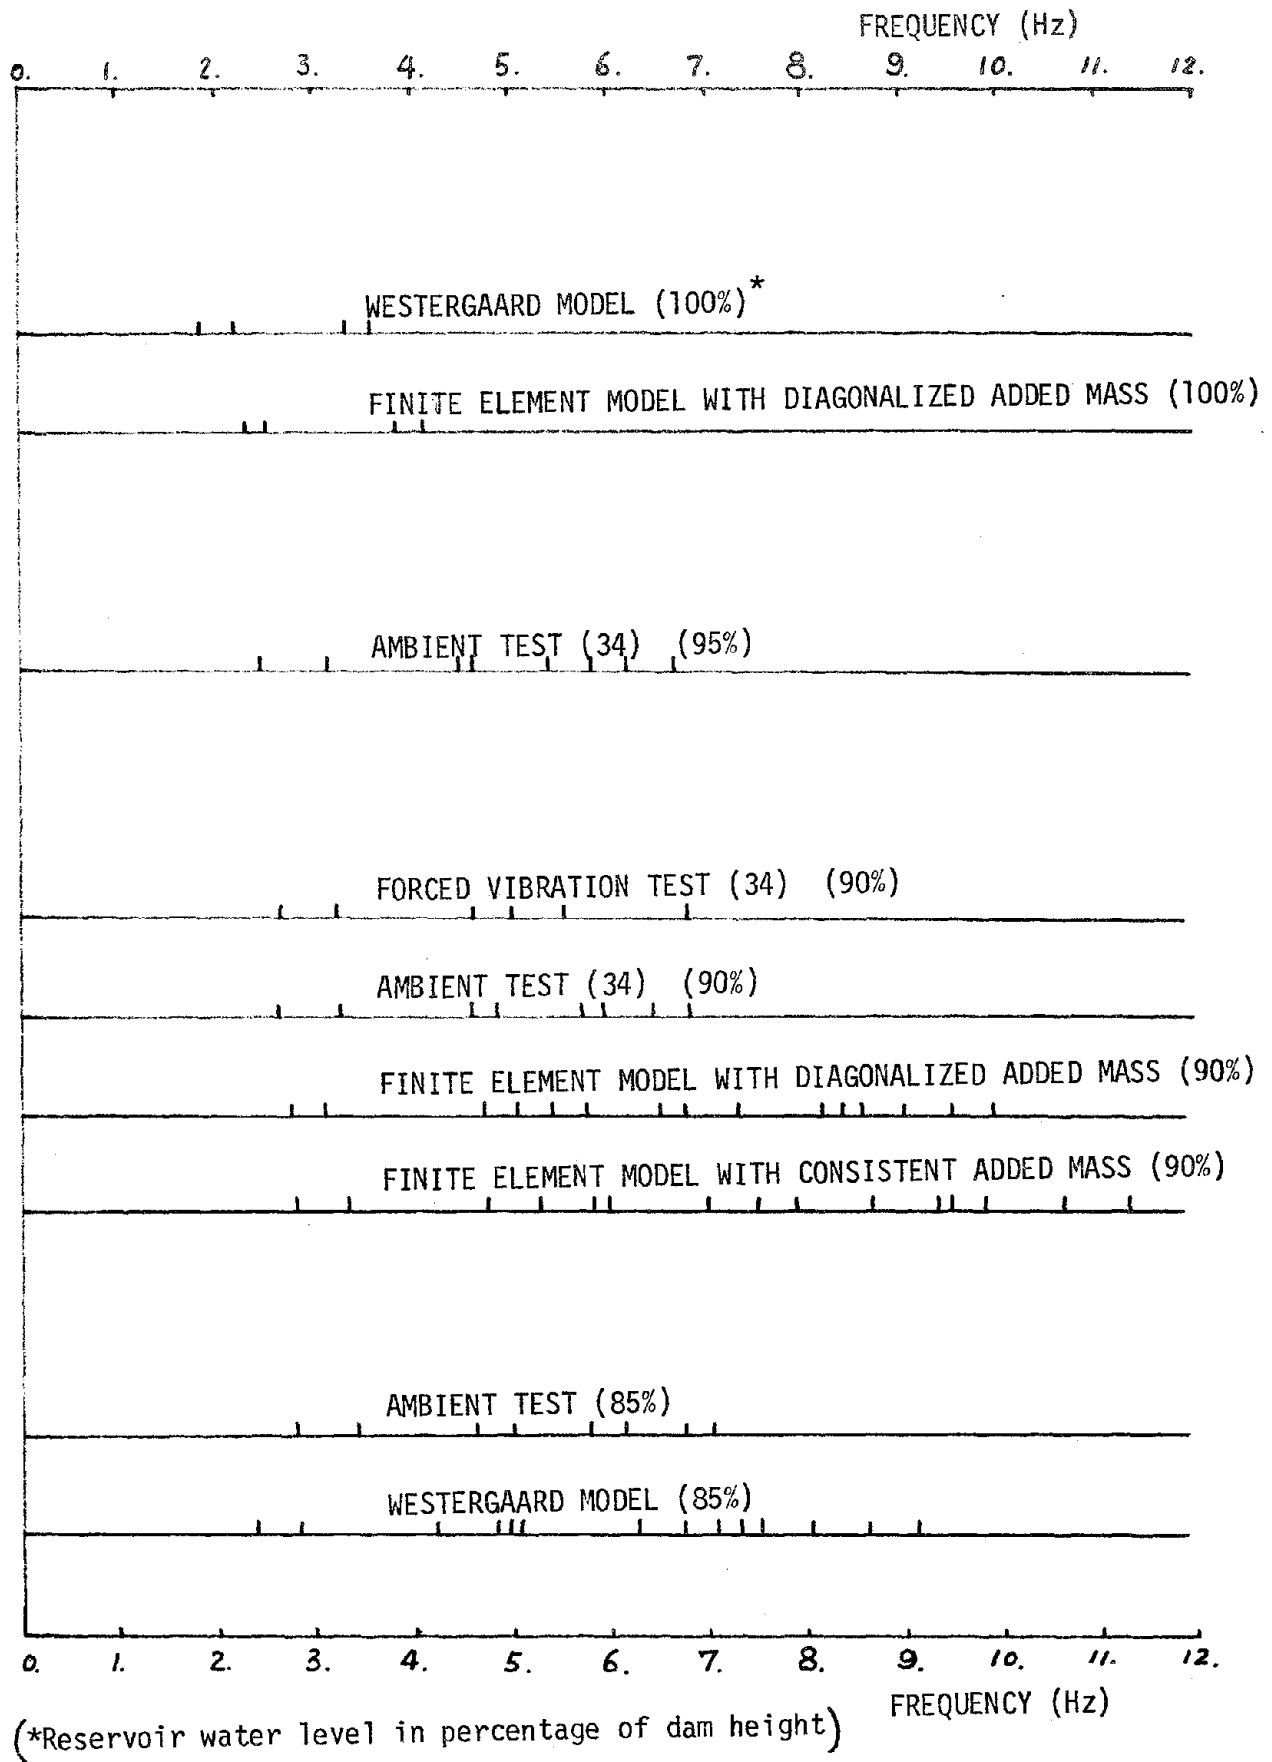 FREQUENCY (Hz)
0. 1. 2. 3. 4. 5. 6. 7. 8. 9. 10. 11. 12.
WESTERGAARD MODEL (100%)*
FINITE ELEMENT MODEL WITH DIAGONALIZED ADDED MASS (100%)
AMBIENT TEST (34) (95%)
FORCED VIBRATION TEST (34) (90%)
AMBIENT TEST (34) (90%)
FINITE ELEMENT MODEL WITH DIAGONALIZED ADDED MASS (90%)
FINITE ELEMENT MODEL WITH CONSISTENT ADDED MASS (90%)
AMBIENT TEST (85%)
WESTERGAARD MODEL (85%)
0. 1. 2. 3. 4. 5. 6. 7. 8. 9. 10. 11. 12.
FREQUENCY (Hz)
(*Reservoir water level in percentage of dam height)